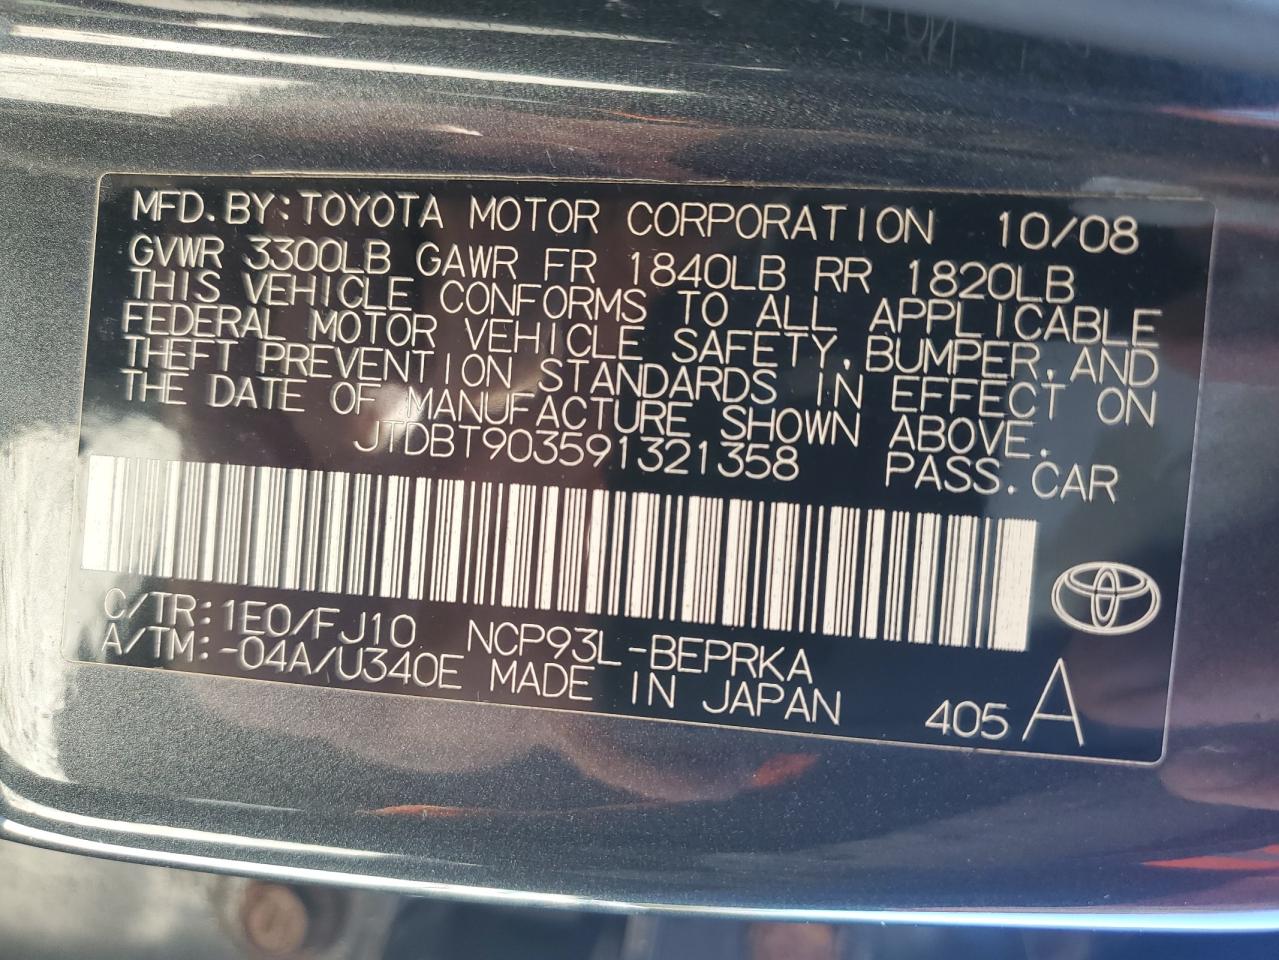 MFD.BY:TOYOTA MOTOR CORPORATION 10/08
GVWR 3300LB GAWR FR 1840LB RR 1820LB
THIS VEHICLE CONFORMS TO ALL APPLICABLE
FEDERAL MOTOR VEHICLE SAFETY,BUMPER,AND
THEFT PREVENTION STANDARDS IN EFFECT ON
THE DATE OF MANUFACTURE SHOWN ABOVE.
JTDBT903591321358 PASS.CAR
C/TR:1E0/FJ10 NCP93L-BEPRKA
A/TM:-04A/U340E MADE IN JAPAN 405 A